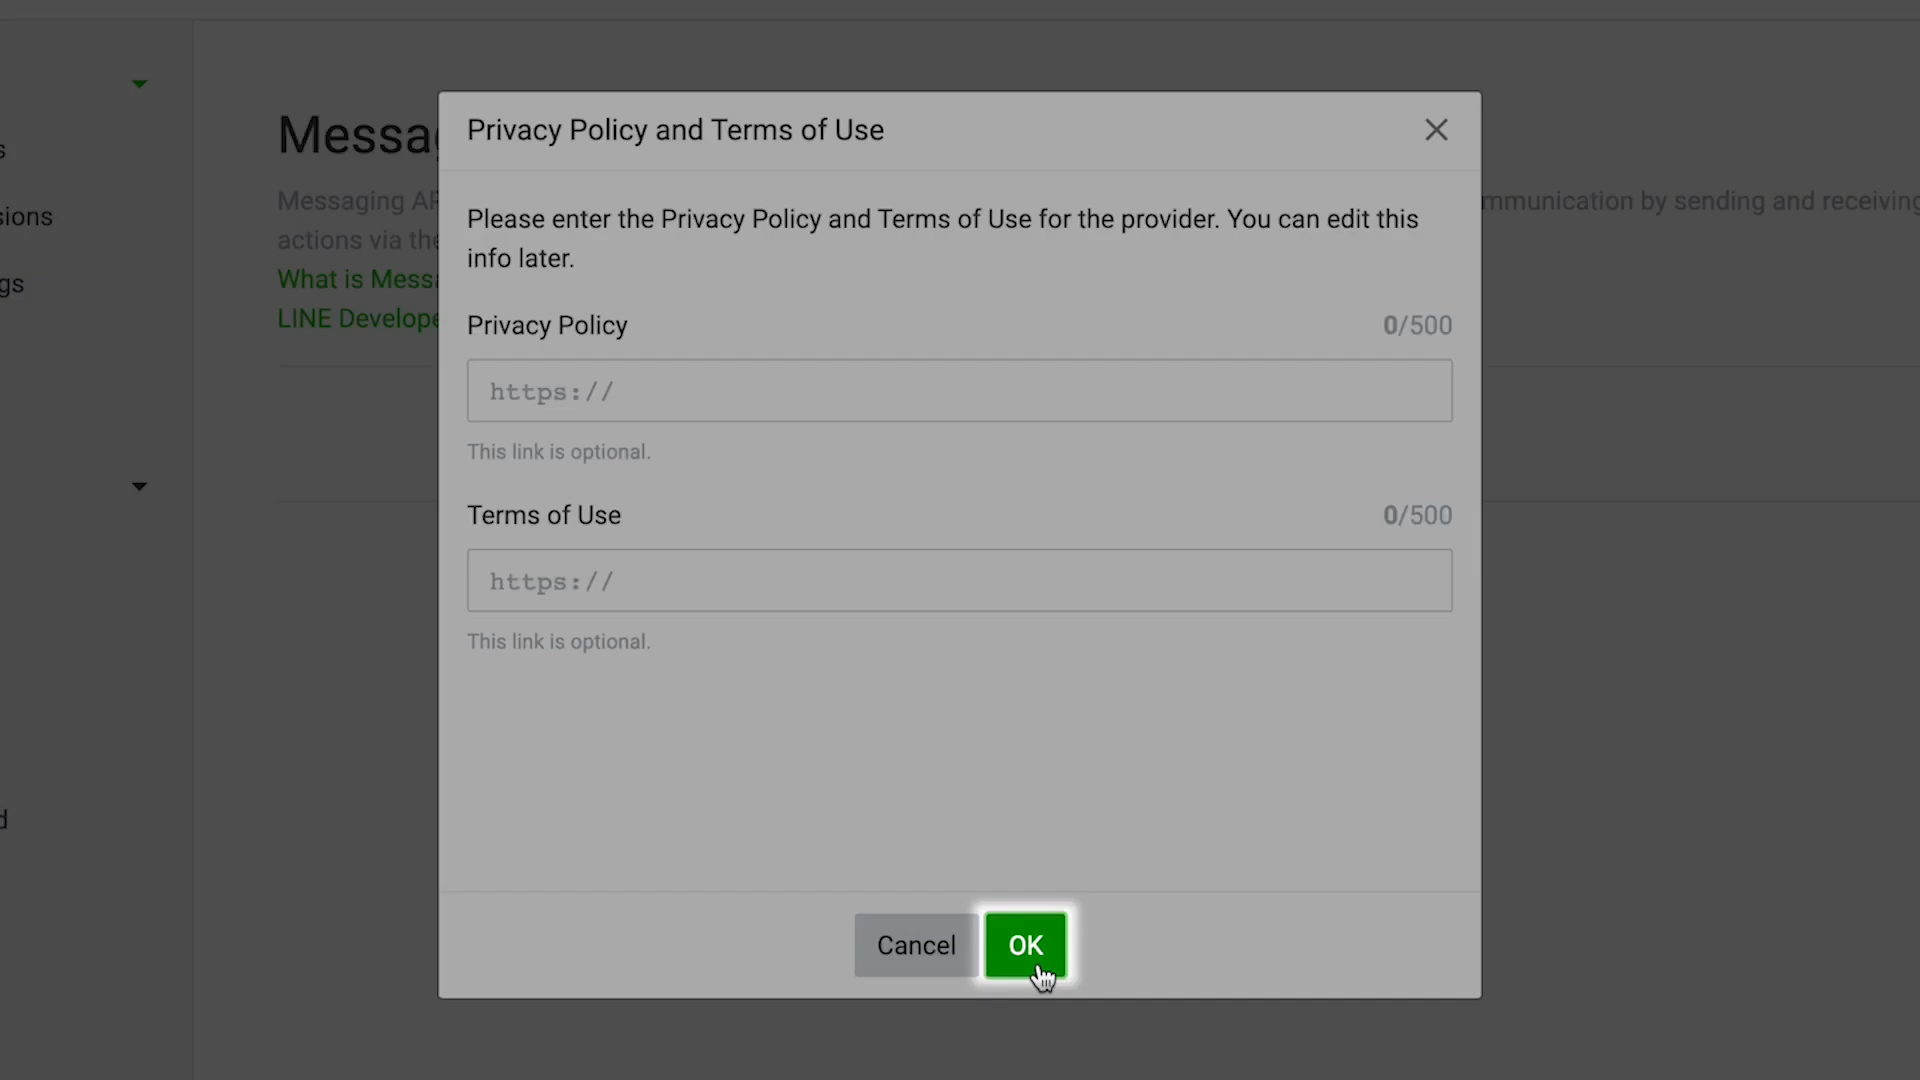 s
sions
gs
d
Messag
Messaging AP
mmunication by sending and receiving
actions via the
What is Messa
LINE Develope
Privacy Policy and Terms of Use
Please enter the Privacy Policy and Terms of Use for the provider. You can edit this
info later.
Privacy Policy
0/500
https://
This link is optional.
Terms of Use
0/500
https://
This link is optional.
Cancel
OK